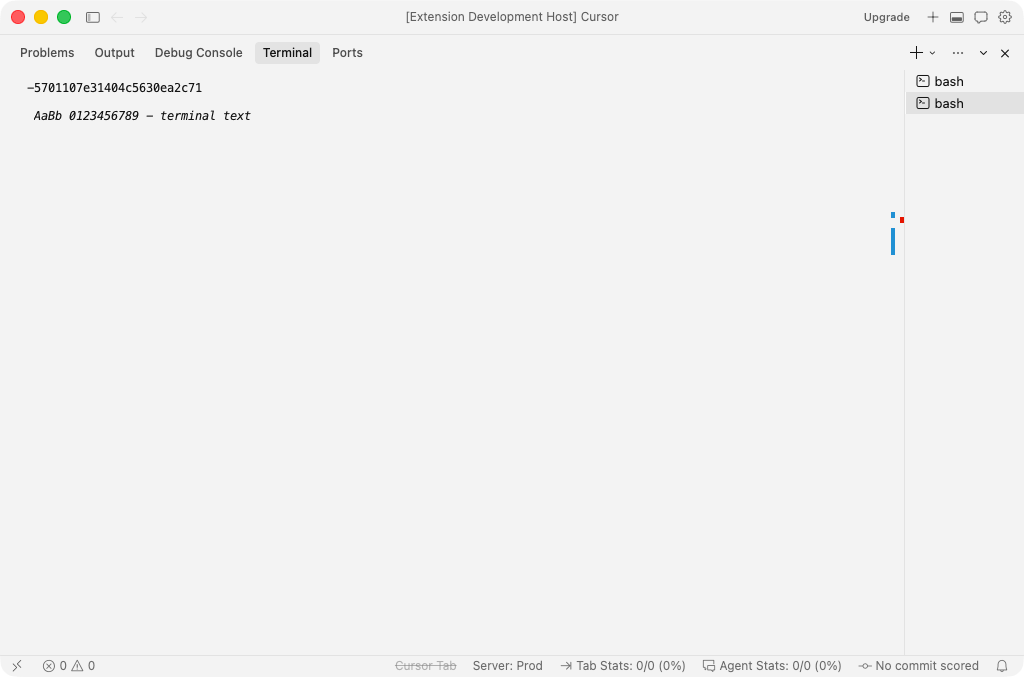 [Extension Development Host] Cursor
Upgrade
Problems Output Debug Console Terminal Ports
-5701107e31404c5630ea2c71
AaBb 0123456789 - terminal text
bash
bash
0 0 Cursor Tab Server: Prod Tab Stats: 0/0 (0%) Agent Stats: 0/0 (0%) No commit scored